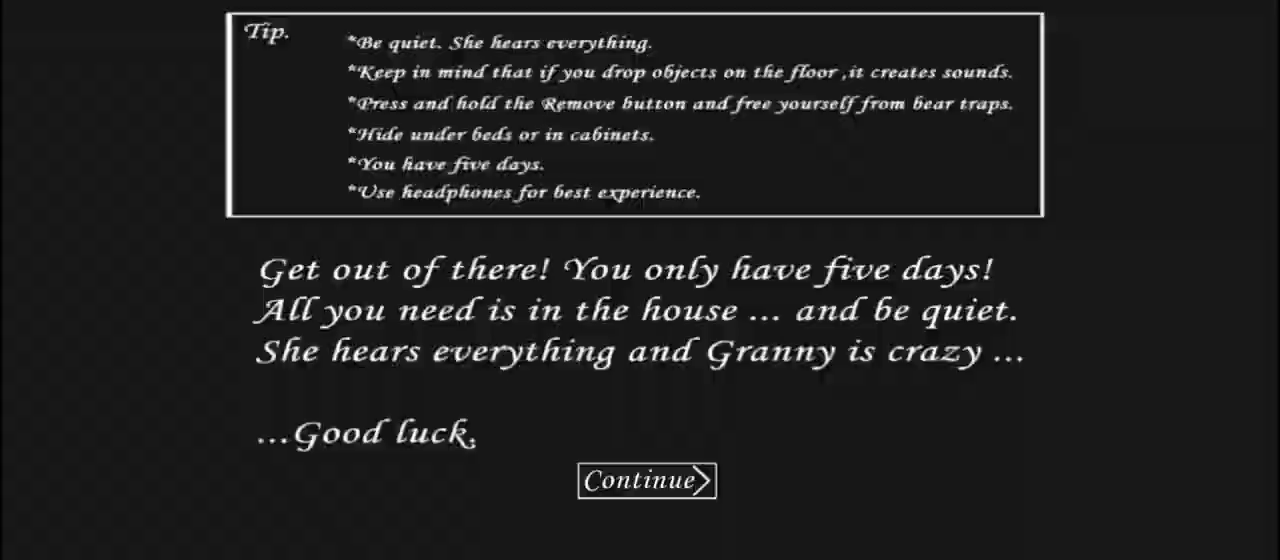 Tip.
*Be quiet. She hears everything.
*Keep in mind that if you drop objects on the floor ,it creates sounds.
*Press and hold the Remove button and free yourself from bear traps.
*Hide under beds or in cabinets.
*You have five days.
*Use headphones for best experience.
Get out of there! You only have five days!
All you need is in the house ... and be quiet.
She hears everything and Granny is crazy ...
...Good luck.
Continue>